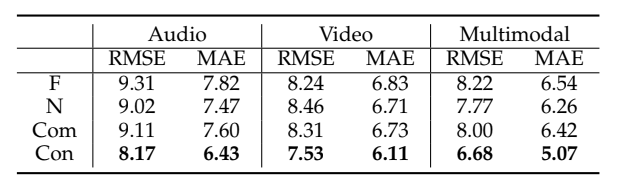 Audio Video Multimodal
RMSE MAE RMSE MAE RMSE MAE
F 9.31 7.82 8.24 6.83 8.22 6.54
N 9.02 7.47 8.46 6.71 7.77 6.26
Com 9.11 7.60 8.31 6.73 8.00 6.42
Con 8.17 6.43 7.53 6.11 6.68 5.07